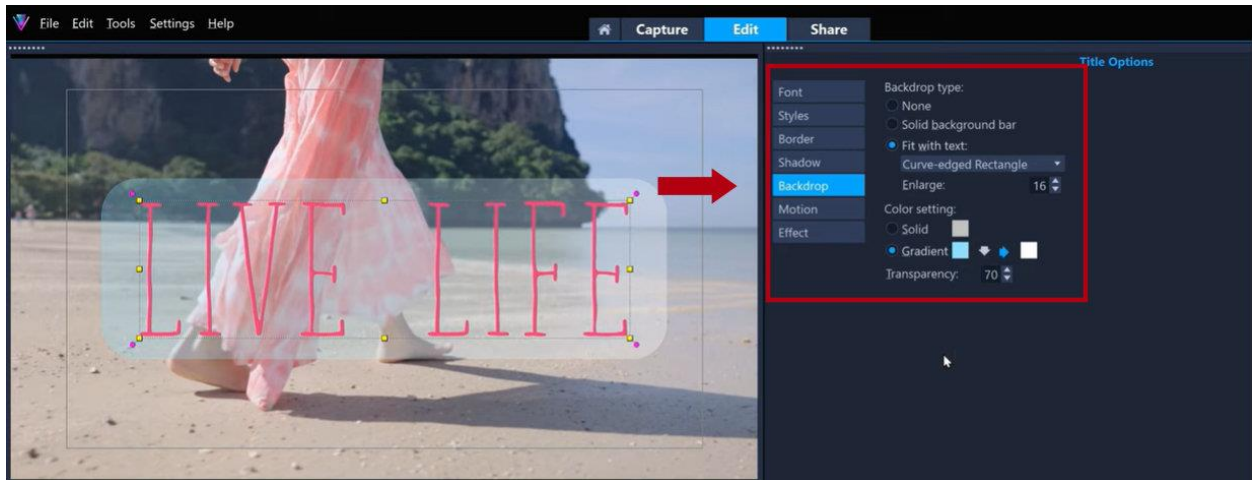 File Edit Tools Settings Help
Capture Edit Share
Title Options
LIVE LIFE
Font
Styles
Border
Shadow
Backdrop
Motion
Effect
Backdrop type:
None
Solid background bar
Fit with text:
Curve-edged Rectangle
Enlarge: 16
Color setting:
Solid
Gradient
Transparency: 70